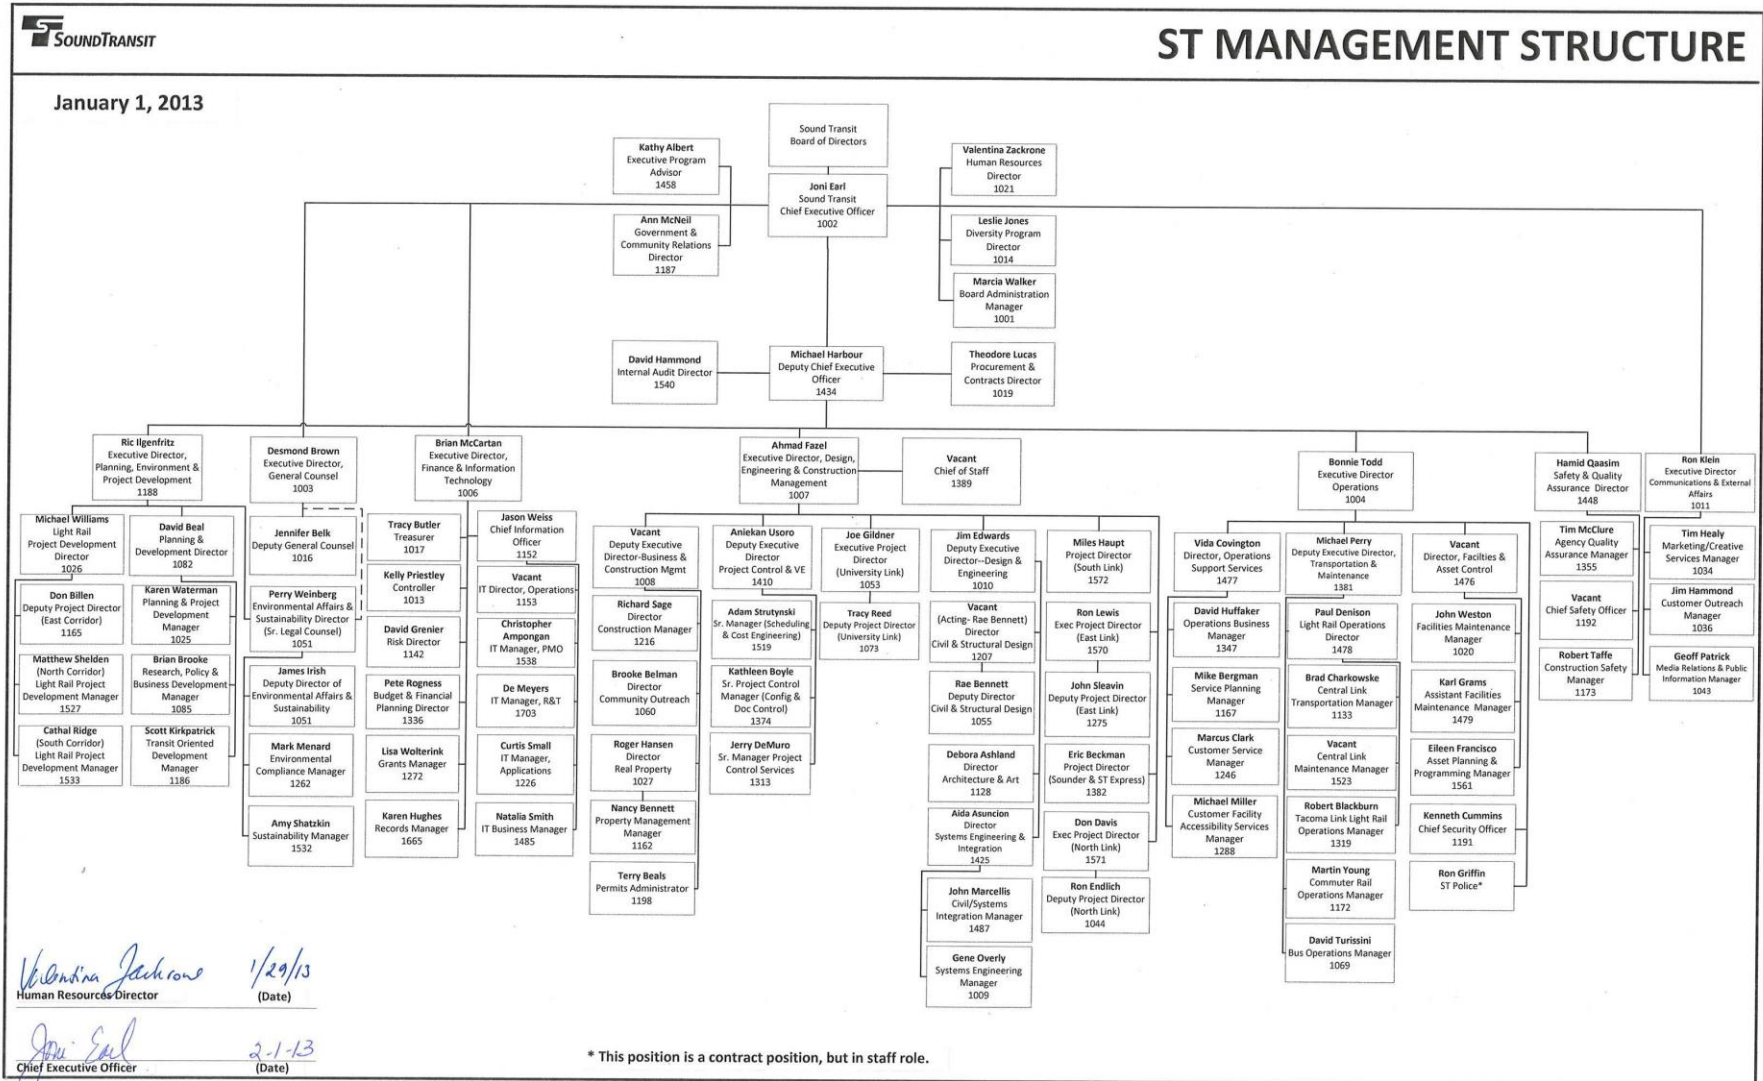 SOUNDTRANSIT
ST MANAGEMENT STRUCTURE
January 1, 2013
Sound Transit
Board of Directors
Kathy Albert
Executive Program
Advisor
1458
Valentina Zackrone
Human Resources
Director
1021
Joni Earl
Sound Transit
Chief Executive Officer
1002
Ann McNeil
Government &
Community Relations
Director
1187
Leslie Jones
Diversity Program
Director
1014
Marcia Walker
Board Administration
Manager
1001
David Hammond
Internal Audit Director
1540
Michael Harbour
Deputy Chief Executive
Officer
1434
Theodore Lucas
Procurement &
Contracts Director
1019
Ric Ilgenfritz
Executive Director,
Planning, Environment &
Project Development
1188
Desmond Brown
Executive Director,
General Counsel
1003
Brian McCartan
Executive Director,
Finance & Information
Technology
1006
Ahmad Fazel
Executive Director, Design,
Engineering & Construction
Management
1007
Vacant
Chief of Staff
1389
Bonnie Todd
Executive Director
Operations
1004
Hamid Qaasim
Safety & Quality
Assurance Director
1448
Ron Klein
Executive Director
Communications & External
Affairs
1011
Michael Williams
Light Rail
Project Development
Director
1026
Don Billen
Deputy Project Director
(East Corridor)
1165
Matthew Shelden
(North Corridor)
Light Rail Project
Development Manager
1527
Cathal Ridge
(South Corridor)
Light Rail Project
Development Manager
1533
David Beal
Planning &
Development Director
1082
Karen Waterman
Planning & Project
Development
Manager
1025
Brian Brooke
Research, Policy &
Business Development
Manager
1085
Scott Kirkpatrick
Transit Oriented
Development
Manager
1186
Jennifer Belk
Deputy General Counsel
1016
Perry Weinberg
Environmental Affairs &
Sustainability Director
(Sr. Legal Counsel)
1051
James Irish
Deputy Director of
Environmental Affairs &
Sustainability
1051
Mark Menard
Environmental
Compliance Manager
1262
Amy Shatzkin
Sustainability Manager
1532
Tracy Butler
Treasurer
1017
Kelly Priestley
Controller
1013
David Grenier
Risk Director
1142
Pete Rogness
Budget & Financial
Planning Director
1336
Lisa Wolterink
Grants Manager
1272
Karen Hughes
Records Manager
1665
Jason Weiss
Chief Information
Officer
1152
Vacant
IT Director, Operations
1153
Christopher
Ampongan
IT Manager, PMO
1538
De Meyers
IT Manager, R&T
1703
Curtis Small
IT Manager,
Applications
1226
Natalia Smith
IT Business Manager
1485
Vacant
Deputy Executive
Director-Business &
Construction Mgmt
1008
Richard Sage
Director
Construction Manager
1216
Brooke Belman
Director
Community Outreach
1060
Roger Hansen
Director
Real Property
1027
Nancy Bennett
Property Management
Manager
1162
Terry Beals
Permits Administrator
1198
Aniekan Usoro
Deputy Executive
Director
Project Control & VE
1410
Adam Strutynski
Sr. Manager (Scheduling
& Cost Engineering)
1519
Kathleen Boyle
Sr. Project Control
Manager (Config &
Doc Control)
1374
Jerry DeMuro
Sr. Manager Project
Control Services
1313
Joe Gildner
Executive Project
Director
(University Link)
1053
Tracy Reed
Deputy Project Director
(University Link)
1073
Jim Edwards
Deputy Executive
Director--Design &
Engineering
1010
Vacant
(Acting- Rae Bennett)
Director
Civil & Structural Design
1207
Rae Bennett
Deputy Director
Civil & Structural Design
1055
Debora Ashland
Director
Architecture & Art
1128
Aida Asuncion
Director
Systems Engineering &
Integration
1425
John Marcellis
Civil/Systems
Integration Manager
1487
Gene Overly
Systems Engineering
Manager
1009
Miles Haupt
Project Director
(South Link)
1572
Ron Lewis
Exec Project Director
(East Link)
1570
John Sleavin
Deputy Project Director
(East Link)
1275
Eric Beckman
Project Director
(Sounder & ST Express)
1382
Don Davis
Exec Project Director
(North Link)
1571
Ron Endlich
Deputy Project Director
(North Link)
1044
Vida Covington
Director, Operations
Support Services
1477
David Huffaker
Operations Business
Manager
1347
Mike Bergman
Service Planning
Manager
1167
Marcus Clark
Customer Service
Manager
1246
Michael Miller
Customer Facility
Accessibility Services
Manager
1288
Michael Perry
Deputy Executive Director,
Transportation &
Maintenance
1381
Paul Denison
Light Rail Operations
Director
1478
Brad Charkowske
Central Link
Transportation Manager
1133
Vacant
Central Link
Maintenance Manager
1523
Robert Blackburn
Tacoma Link Light Rail
Operations Manager
1319
Martin Young
Commuter Rail
Operations Manager
1172
David Turissini
Bus Operations Manager
1069
Vacant
Director, Facilties &
Asset Control
1476
John Weston
Facilities Maintenance
Manager
1020
Karl Grams
Assistant Facilities
Maintenance Manager
1479
Eileen Francisco
Asset Planning &
Programming Manager
1561
Kenneth Cummins
Chief Security Officer
1191
Ron Griffin
ST Police*
Tim McClure
Agency Quality
Assurance Manager
1355
Vacant
Chief Safety Officer
1192
Robert Taffe
Construction Safety
Manager
1173
Tim Healy
Marketing/Creative
Services Manager
1034
Jim Hammond
Customer Outreach
Manager
1036
Geoff Patrick
Media Relations & Public
Information Manager
1043
Valentina Zackrone 1/29/13
Human Resources Director (Date)
Joni Earl 2-1-13
Chief Executive Officer (Date)
* This position is a contract position, but in staff role.